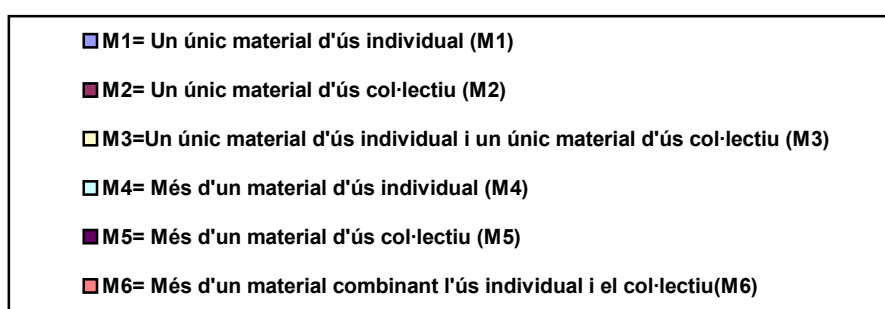 M1= Un únic material d'ús individual (M1)
M2= Un únic material d'ús col·lectiu (M2)
M3=Un únic material d'ús individual i un únic material d'ús col·lectiu (M3)
M4= Més d'un material d'ús individual (M4)
M5= Més d'un material d'ús col·lectiu (M5)
M6= Més d'un material combinant l'ús individual i el col·lectiu(M6)